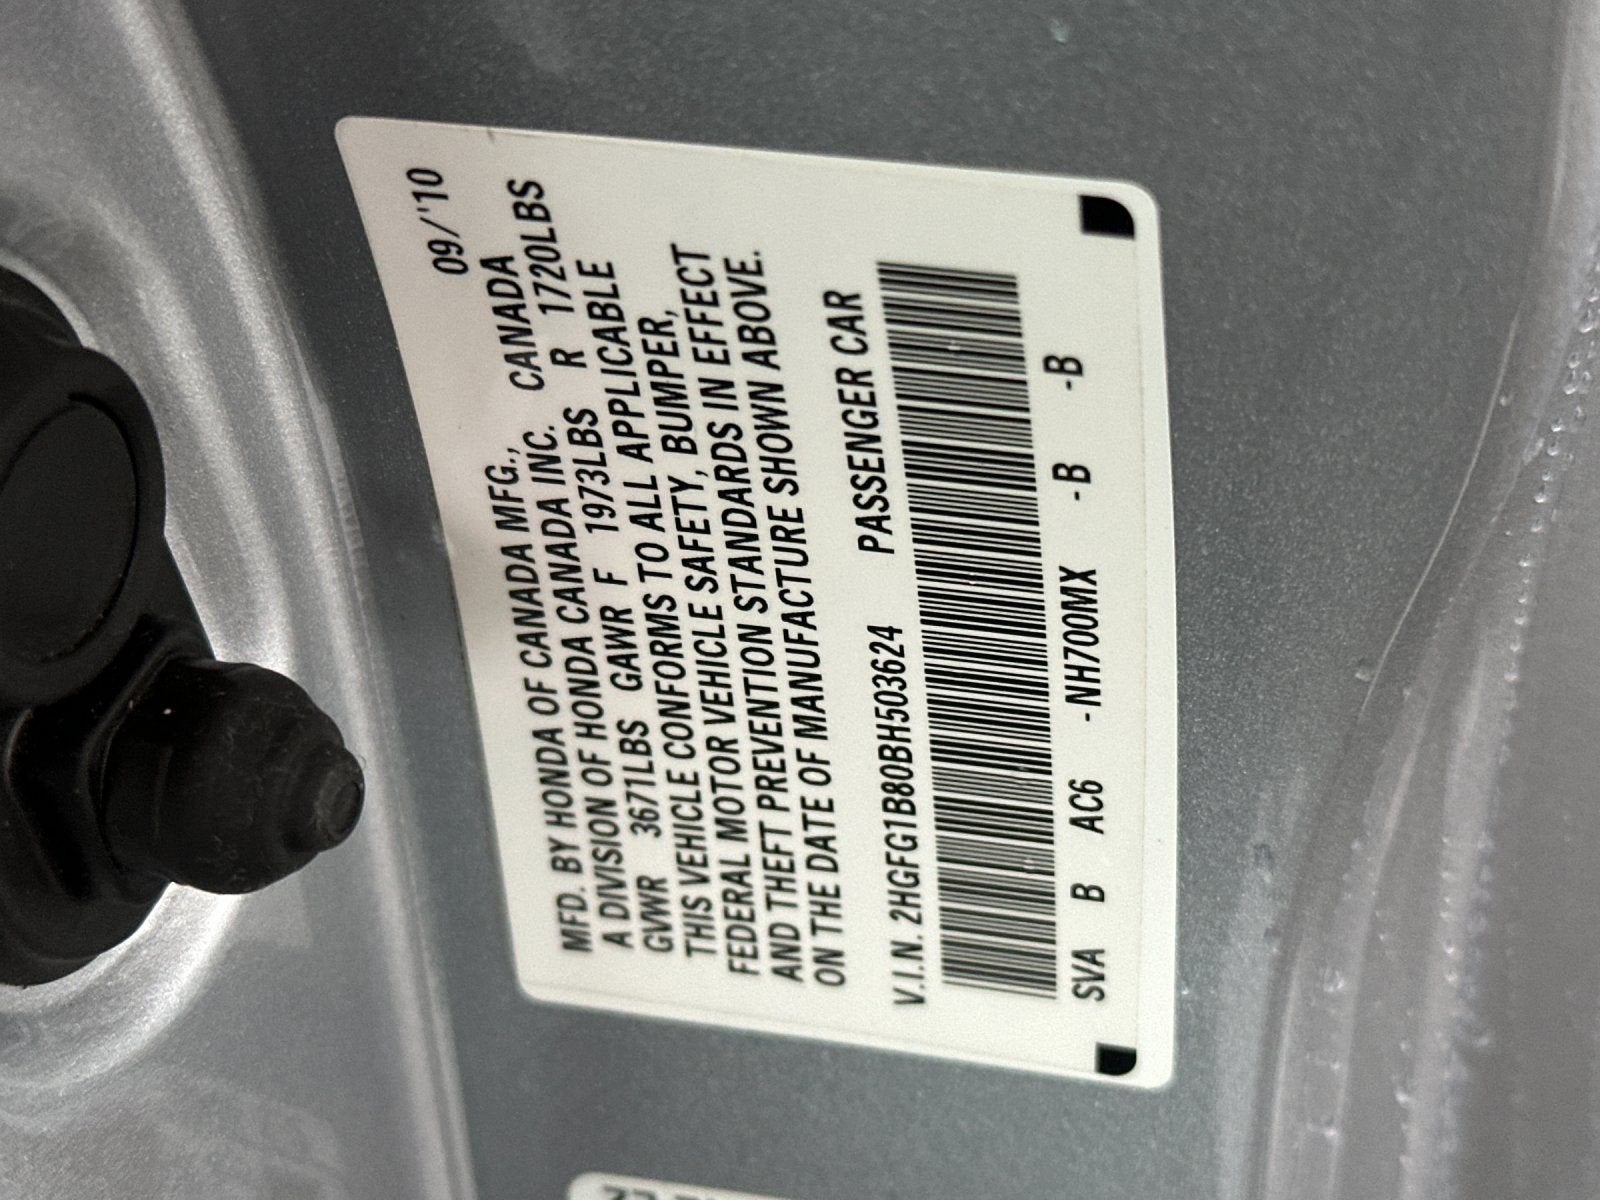 09/'10
MFD. BY HONDA OF CANADA MFG., CANADA
A DIVISION OF HONDA CANADA INC.
GVWR 3671LBS GAWR F 1973LBS R 1720LBS
THIS VEHICLE CONFORMS TO ALL APPLICABLE
FEDERAL MOTOR VEHICLE SAFETY, BUMPER,
AND THEFT PREVENTION STANDARDS IN EFFECT
ON THE DATE OF MANUFACTURE SHOWN ABOVE.
V.I.N. 2HGFG1B80BH503624 PASSENGER CAR
SVA B AC6 -NH700MX -B -B